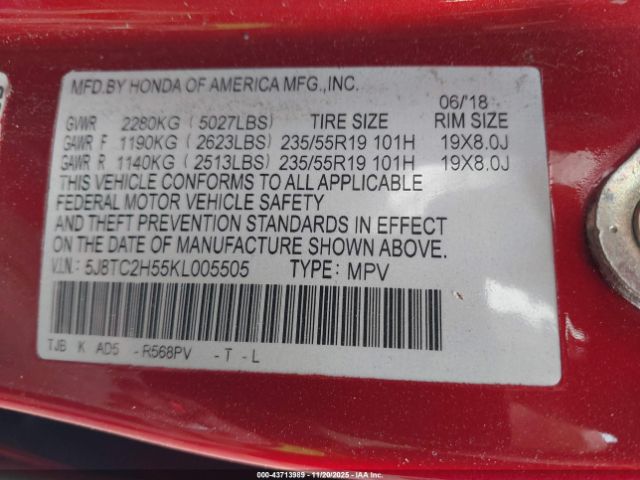 MFD.BY HONDA OF AMERICA MFG.,INC.
06/'18
GVWR 2280KG (5027LBS) TIRE SIZE RIM SIZE
GAWR F 1190KG (2623LBS) 235/55R19 101H 19X8.0J
GAWR R 1140KG (2513LBS) 235/55R19 101H 19X8.0J
THIS VEHICLE CONFORMS TO ALL APPLICABLE
FEDERAL MOTOR VEHICLE SAFETY
AND THEFT PREVENTION STANDARDS IN EFFECT
ON THE DATE OF MANUFACTURE SHOWN ABOVE.
V.I.N.: 5J8TC2H55KL005505 TYPE: MPV
TJB K AD5 -R568PV -T -L
000-43713989 - 11/20/2025 - IAA Inc.